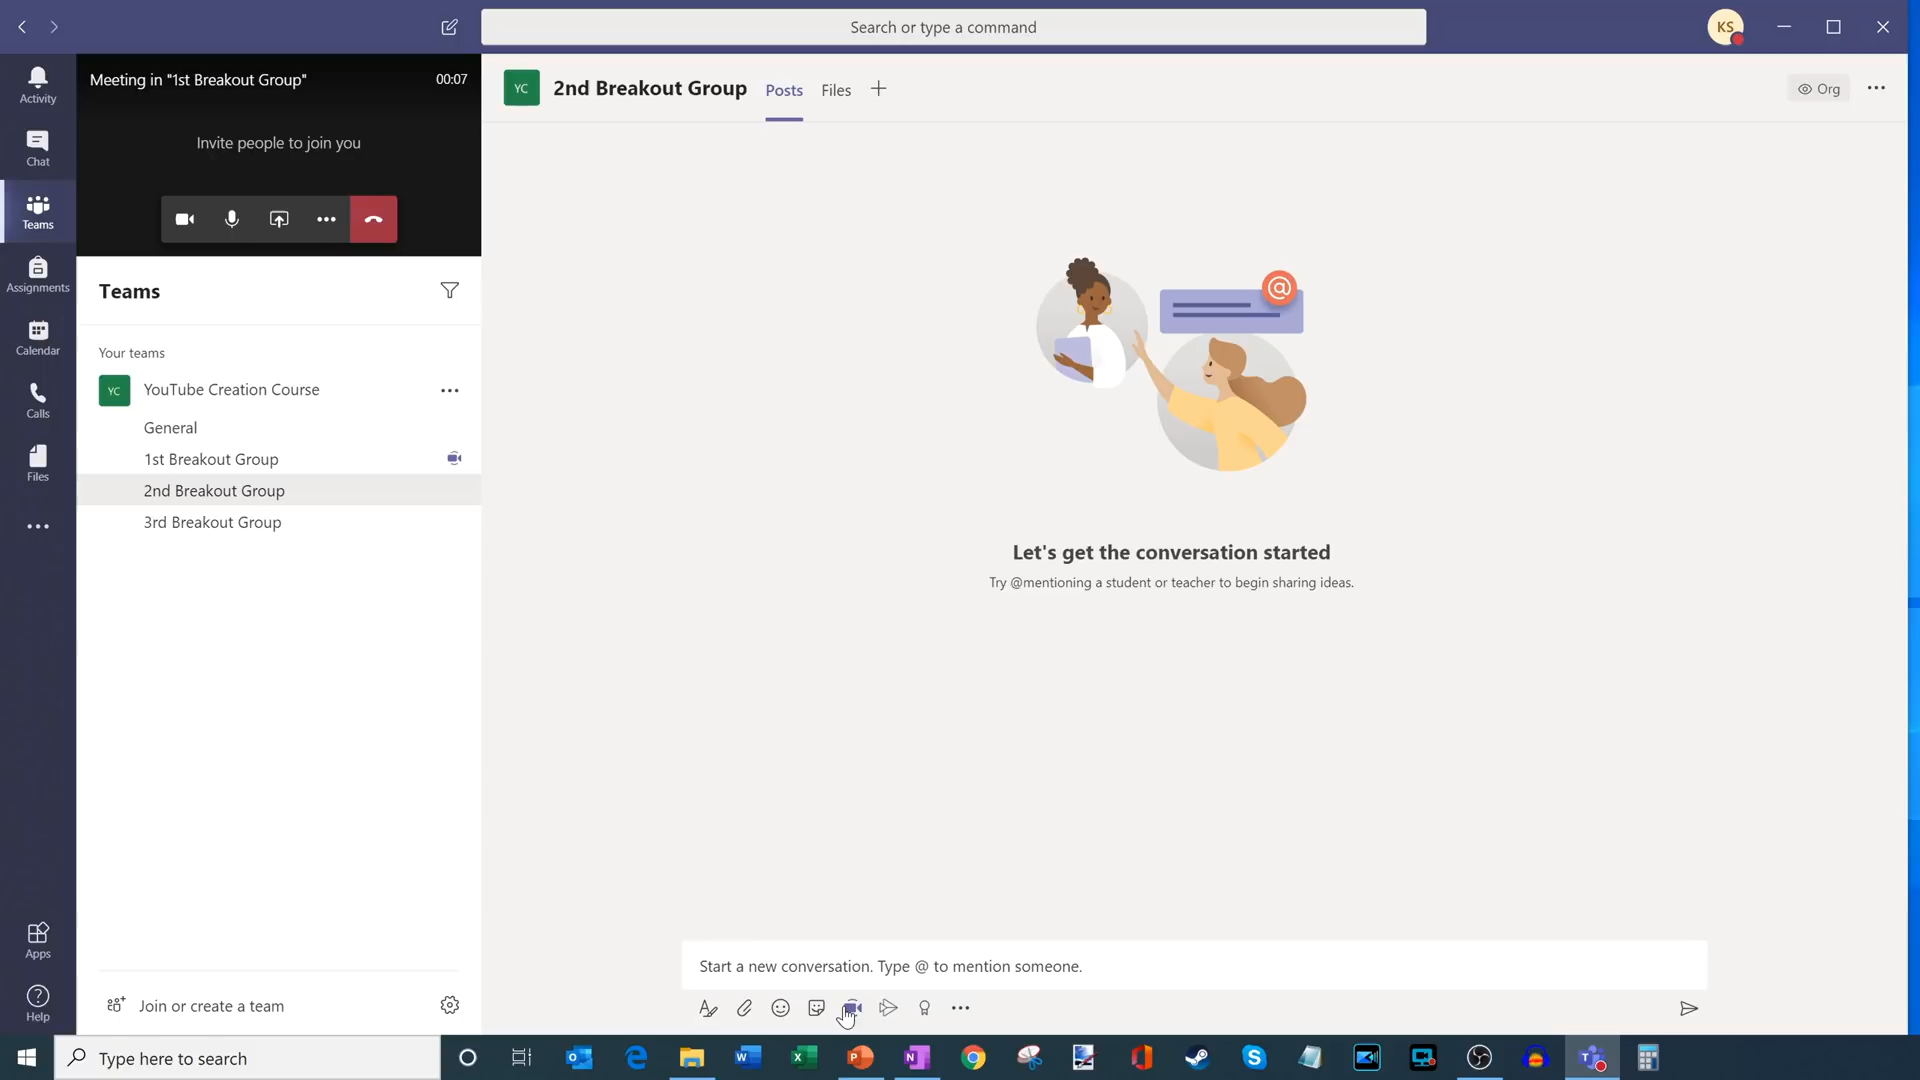 Search or type a command
KS
Activity
Chat
Teams
Assignments
Calendar
Calls
Files
Apps
Help
Meeting in "1st Breakout Group"
00:07
Invite people to join you
Teams
Your teams
YC
YouTube Creation Course
General
1st Breakout Group
2nd Breakout Group
3rd Breakout Group
Join or create a team
YC
2nd Breakout Group
Posts
Files
Org
@
Let's get the conversation started
Try @mentioning a student or teacher to begin sharing ideas.
Start a new conversation. Type @ to mention someone.
Type here to search